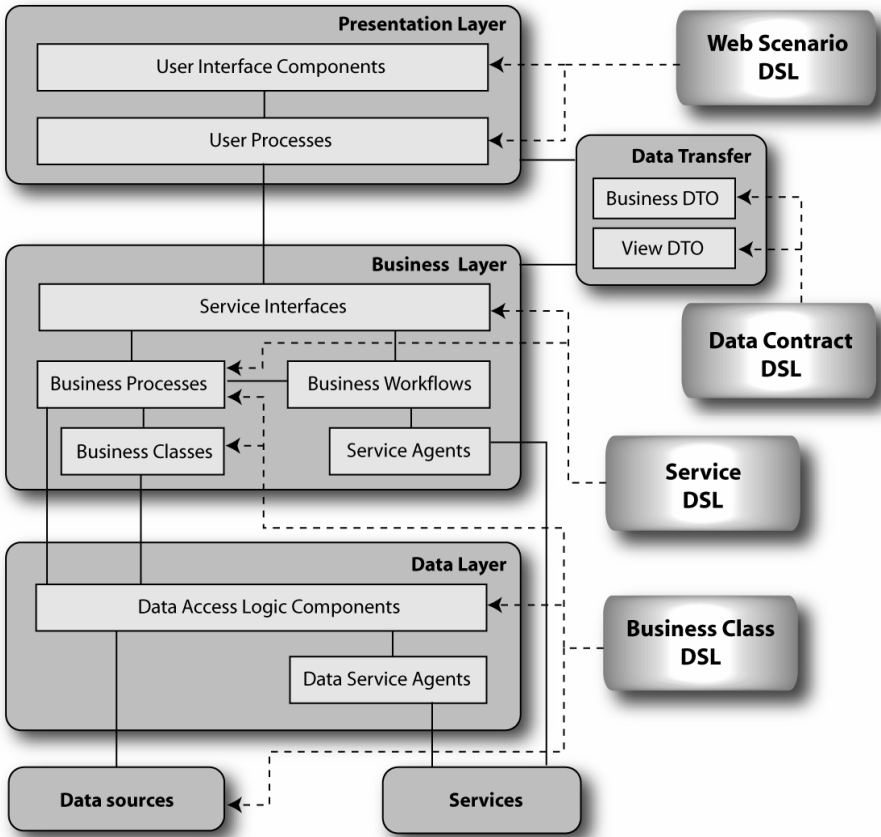 Presentation Layer
User Interface Components
User Processes
Web Scenario
DSL
Data Transfer
Business DTO
View DTO
Data Contract
DSL
Business Layer
Service Interfaces
Business Processes
Business Workflows
Business Classes
Service Agents
Service
DSL
Data Layer
Data Access Logic Components
Data Service Agents
Business Class
DSL
Data sources
Services